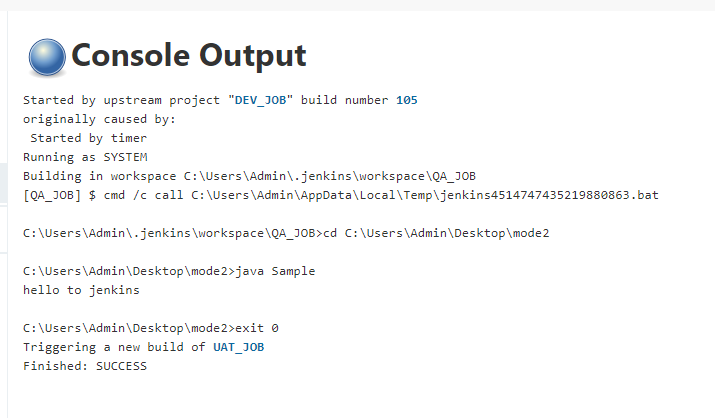 Console Output
Started by upstream project "DEV_JOB" build number 105
originally caused by:
 Started by timer
Running as SYSTEM
Building in workspace C:\Users\Admin\.jenkins\workspace\QA_JOB
[QA_JOB] $ cmd /c call C:\Users\Admin\AppData\Local\Temp\jenkins4514747435219880863.bat
C:\Users\Admin\.jenkins\workspace\QA_JOB>cd C:\Users\Admin\Desktop\mode2
C:\Users\Admin\Desktop\mode2>java Sample
hello to jenkins
C:\Users\Admin\Desktop\mode2>exit 0
Triggering a new build of UAT_JOB
Finished: SUCCESS